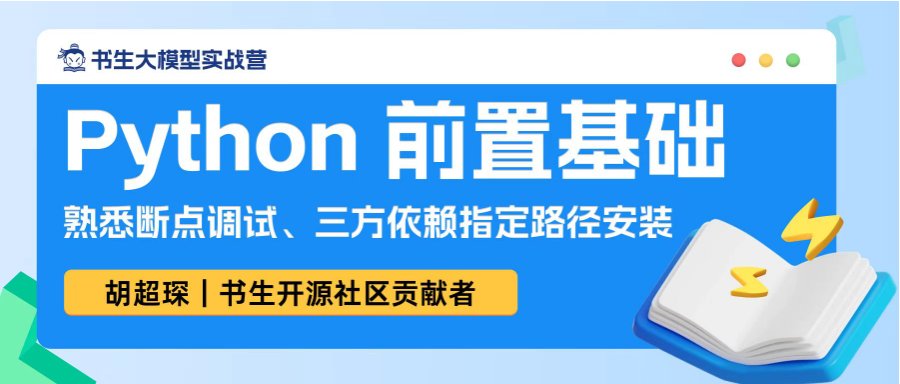 书生大模型实战营
Python 前置基础
熟悉断点调试、三方依赖指定路径安装
胡超琛｜书生开源社区贡献者